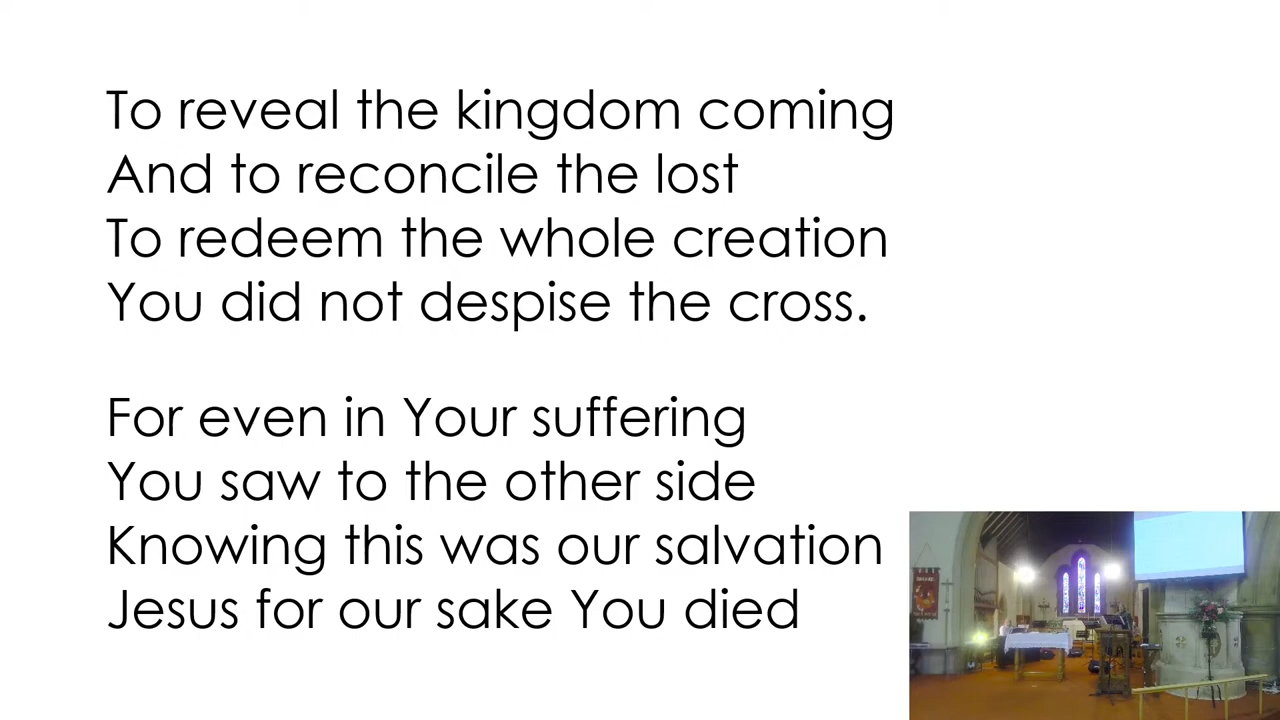 To reveal the kingdom coming
And to reconcile the lost
To redeem the whole creation
You did not despise the cross.
For even in Your suffering
You saw to the other side
Knowing this was our salvation
Jesus for our sake You died